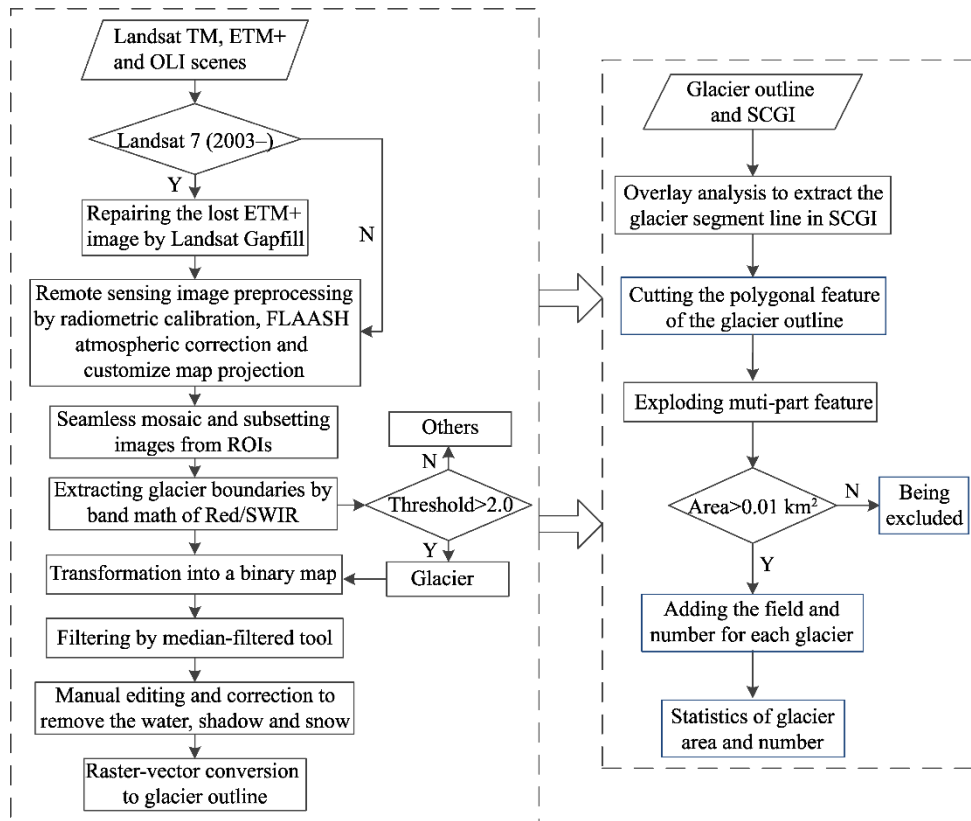 Landsat TM, ETM+
and OLI scenes
Landsat 7 (2003–)
Y
N
Repairing the lost ETM+
image by Landsat Gapfill
Remote sensing image preprocessing
by radiometric calibration, FLAASH
atmospheric correction and
customize map projection
Seamless mosaic and subsetting
images from ROIs
Extracting glacier boundaries by
band math of Red/SWIR
Others
N
Threshold>2.0
Y
Glacier
Transformation into a binary map
Filtering by median-filtered tool
Manual editing and correction to
remove the water, shadow and snow
Raster-vector conversion
to glacier outline
Glacier outline
and SCGI
Overlay analysis to extract the
glacier segment line in SCGI
Cutting the polygonal feature
of the glacier outline
Exploding muti-part feature
Area>0.01 km²
N
Being
excluded
Y
Adding the field and
number for each glacier
Statistics of glacier
area and number